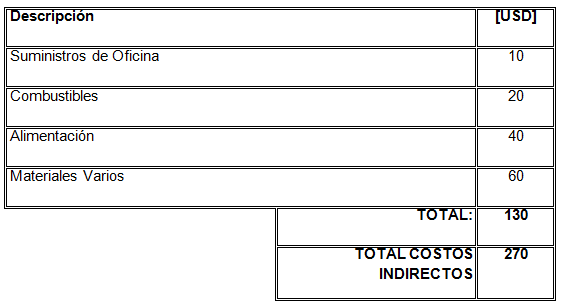 Descripción [USD]
Suministros de Oficina 10
Combustibles 20
Alimentación 40
Materiales Varios 60
TOTAL: 130
TOTAL COSTOS 270
INDIRECTOS